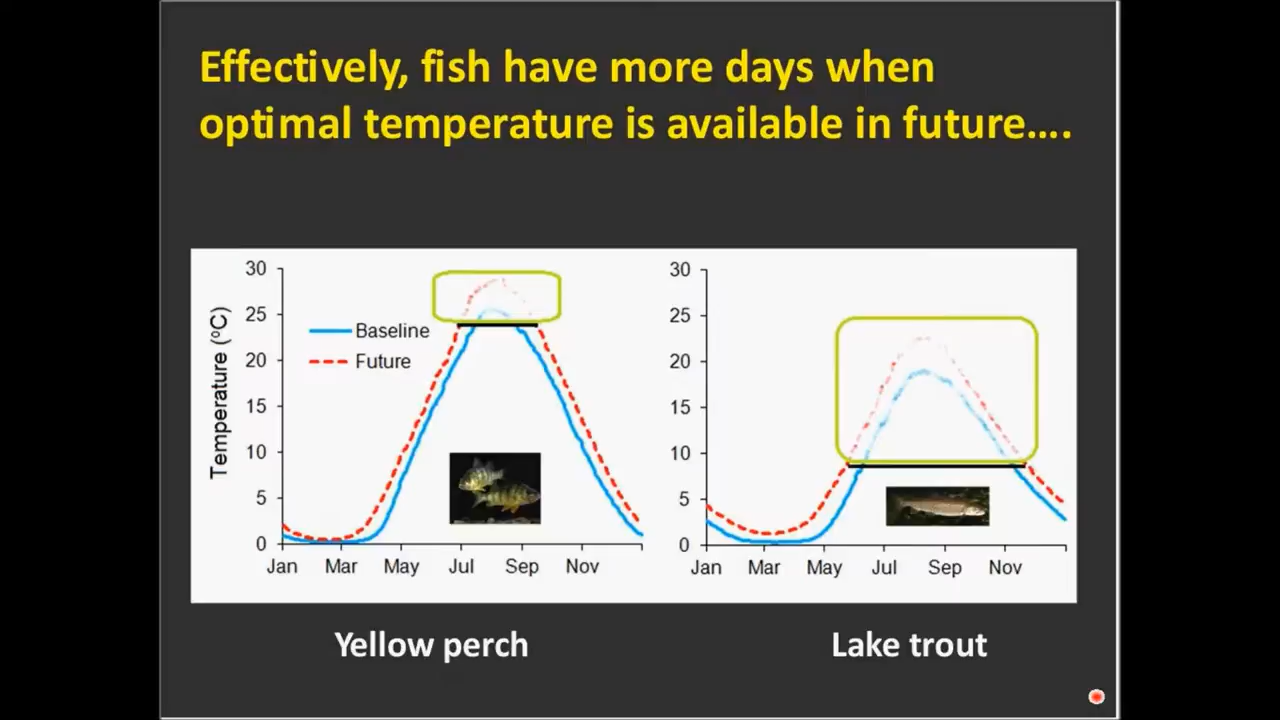 Effectively, fish have more days when
optimal temperature is available in future....
30
25
20
15
10
5
0
Temperature (°C)
Baseline
Future
Jan Mar May Jul Sep Nov
30
25
20
15
10
5
0
Jan Mar May Jul Sep Nov
Yellow perch
Lake trout